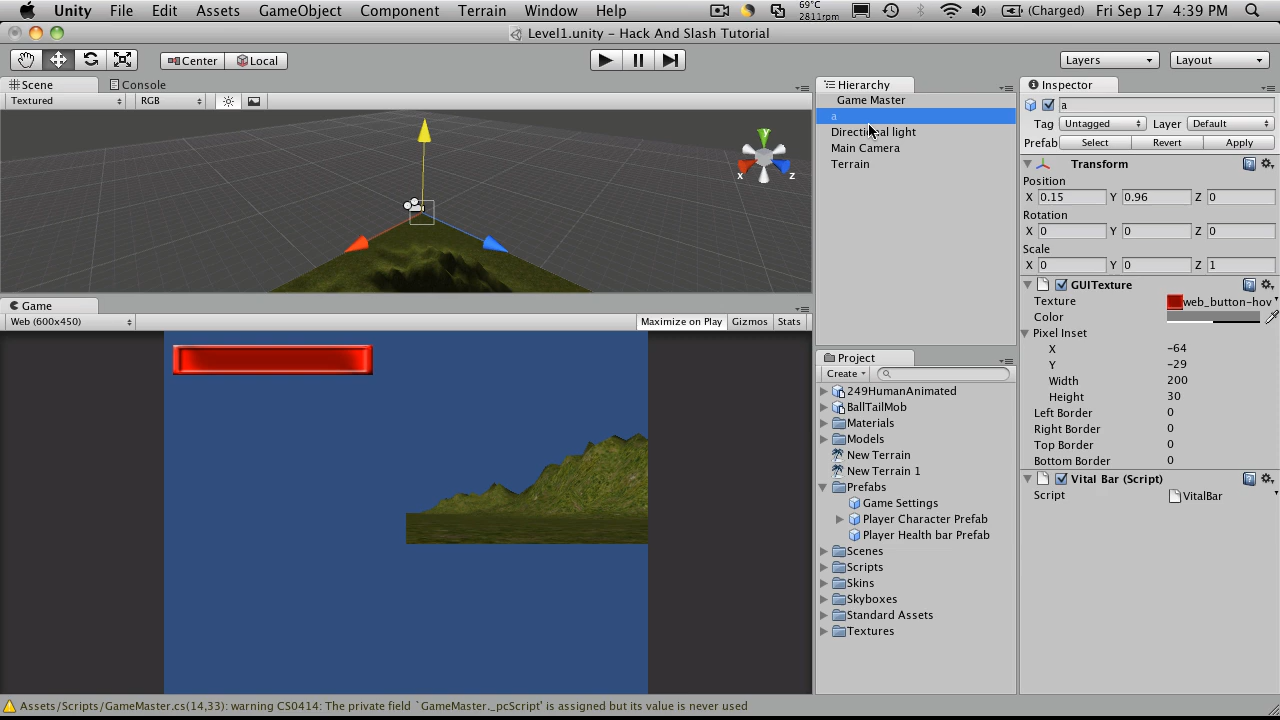 Unity File Edit Assets GameObject Component Terrain Window Help 69°C 2811rpm (Charged) Fri Sep 17 4:39 PM
Level1.unity - Hack And Slash Tutorial
Center Local Layers Layout
Scene Console
Textured RGB
y
x z
Game
Web (600x450) Maximize on Play Gizmos Stats
Hierarchy
Game Master
a
Directional light
Main Camera
Terrain
Project
Create
249HumanAnimated
BallTailMob
Materials
Models
New Terrain
New Terrain 1
Prefabs
Game Settings
Player Character Prefab
Player Health bar Prefab
Scenes
Scripts
Skins
Skyboxes
Standard Assets
Textures
Inspector
a
Tag Untagged Layer Default
Prefab Select Revert Apply
Transform
Position
X 0.15 Y 0.96 Z 0
Rotation
X 0 Y 0 Z 0
Scale
X 0 Y 0 Z 1
GUITexture
Texture web_button-hov
Color
Pixel Inset
X -64
Y -29
Width 200
Height 30
Left Border 0
Right Border 0
Top Border 0
Bottom Border 0
Vital Bar (Script)
Script VitalBar
Assets/Scripts/GameMaster.cs(14,33): warning CS0414: The private field `GameMaster._pcScript' is assigned but its value is never used